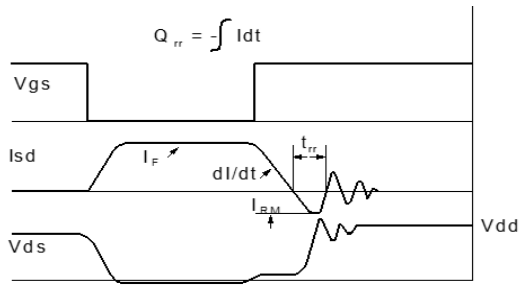 Q rr = -∫ Idt
Vgs
Isd
I F
t rr
dI/dt
I RM
Vds
Vdd